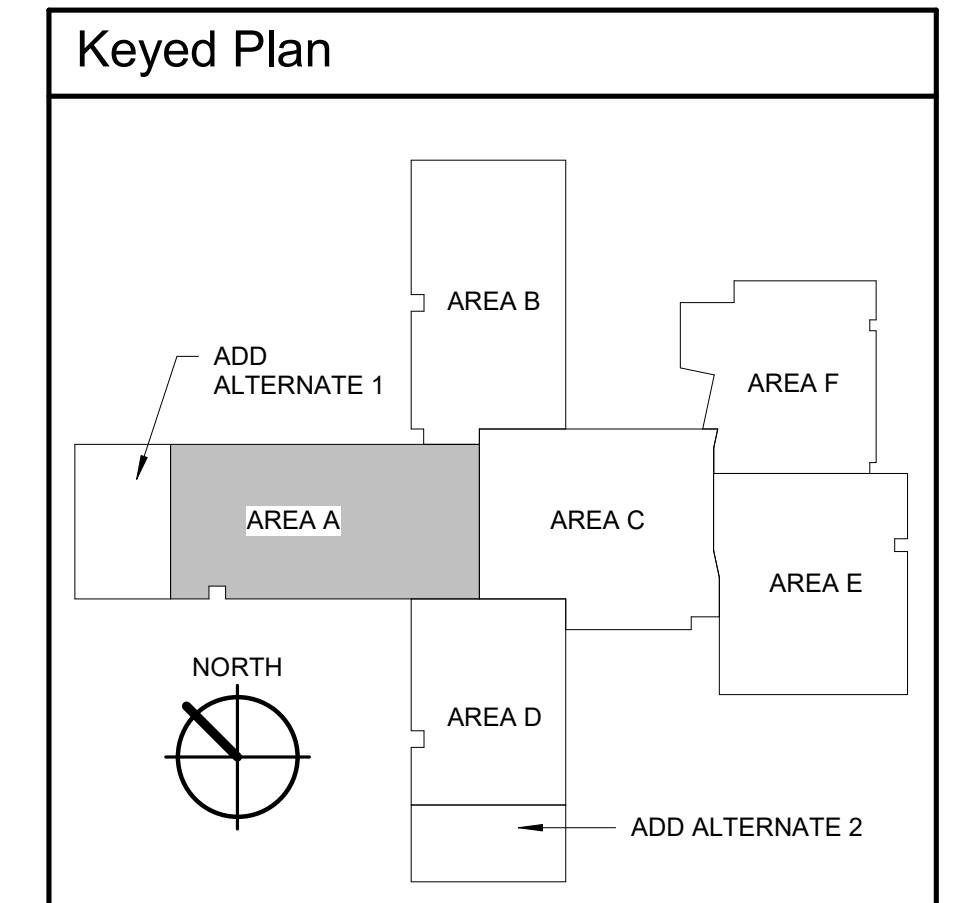 Keyed Plan
AREA B
ADD
ALTERNATE 1
AREA F
AREA A
AREA C
AREA E
NORTH
AREA D
ADD ALTERNATE 2